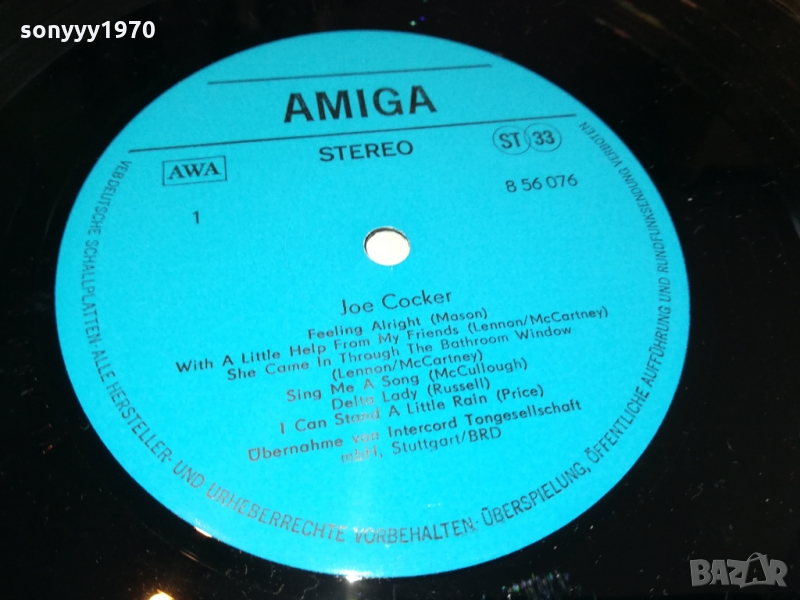 sonyyy1970
AMIGA
STEREO
ST 33
AWA
8 56 076
1
Joe Cocker
Feeling Alright (Mason)
With A Little Help From My Friends (Lennon/McCartney)
She Came In Through The Bathroom Window
(Lennon/McCartney)
Sing Me A Song (McCullough)
Delta Lady (Russell)
I Can Stand A Little Rain (Price)
Übernahme von Intercord Tongesellschaft
mbH, Stuttgart/BRD
VEB DEUTSCHE SCHALLPLATTEN · ALLE HERSTELLER- UND URHEBERRECHTE VORBEHALTEN · ÜBERSPIELUNG, ÖFFENTLICHE AUFFÜHRUNG UND RUNDFUNKSENDUNG VERBOTEN
BAZAR